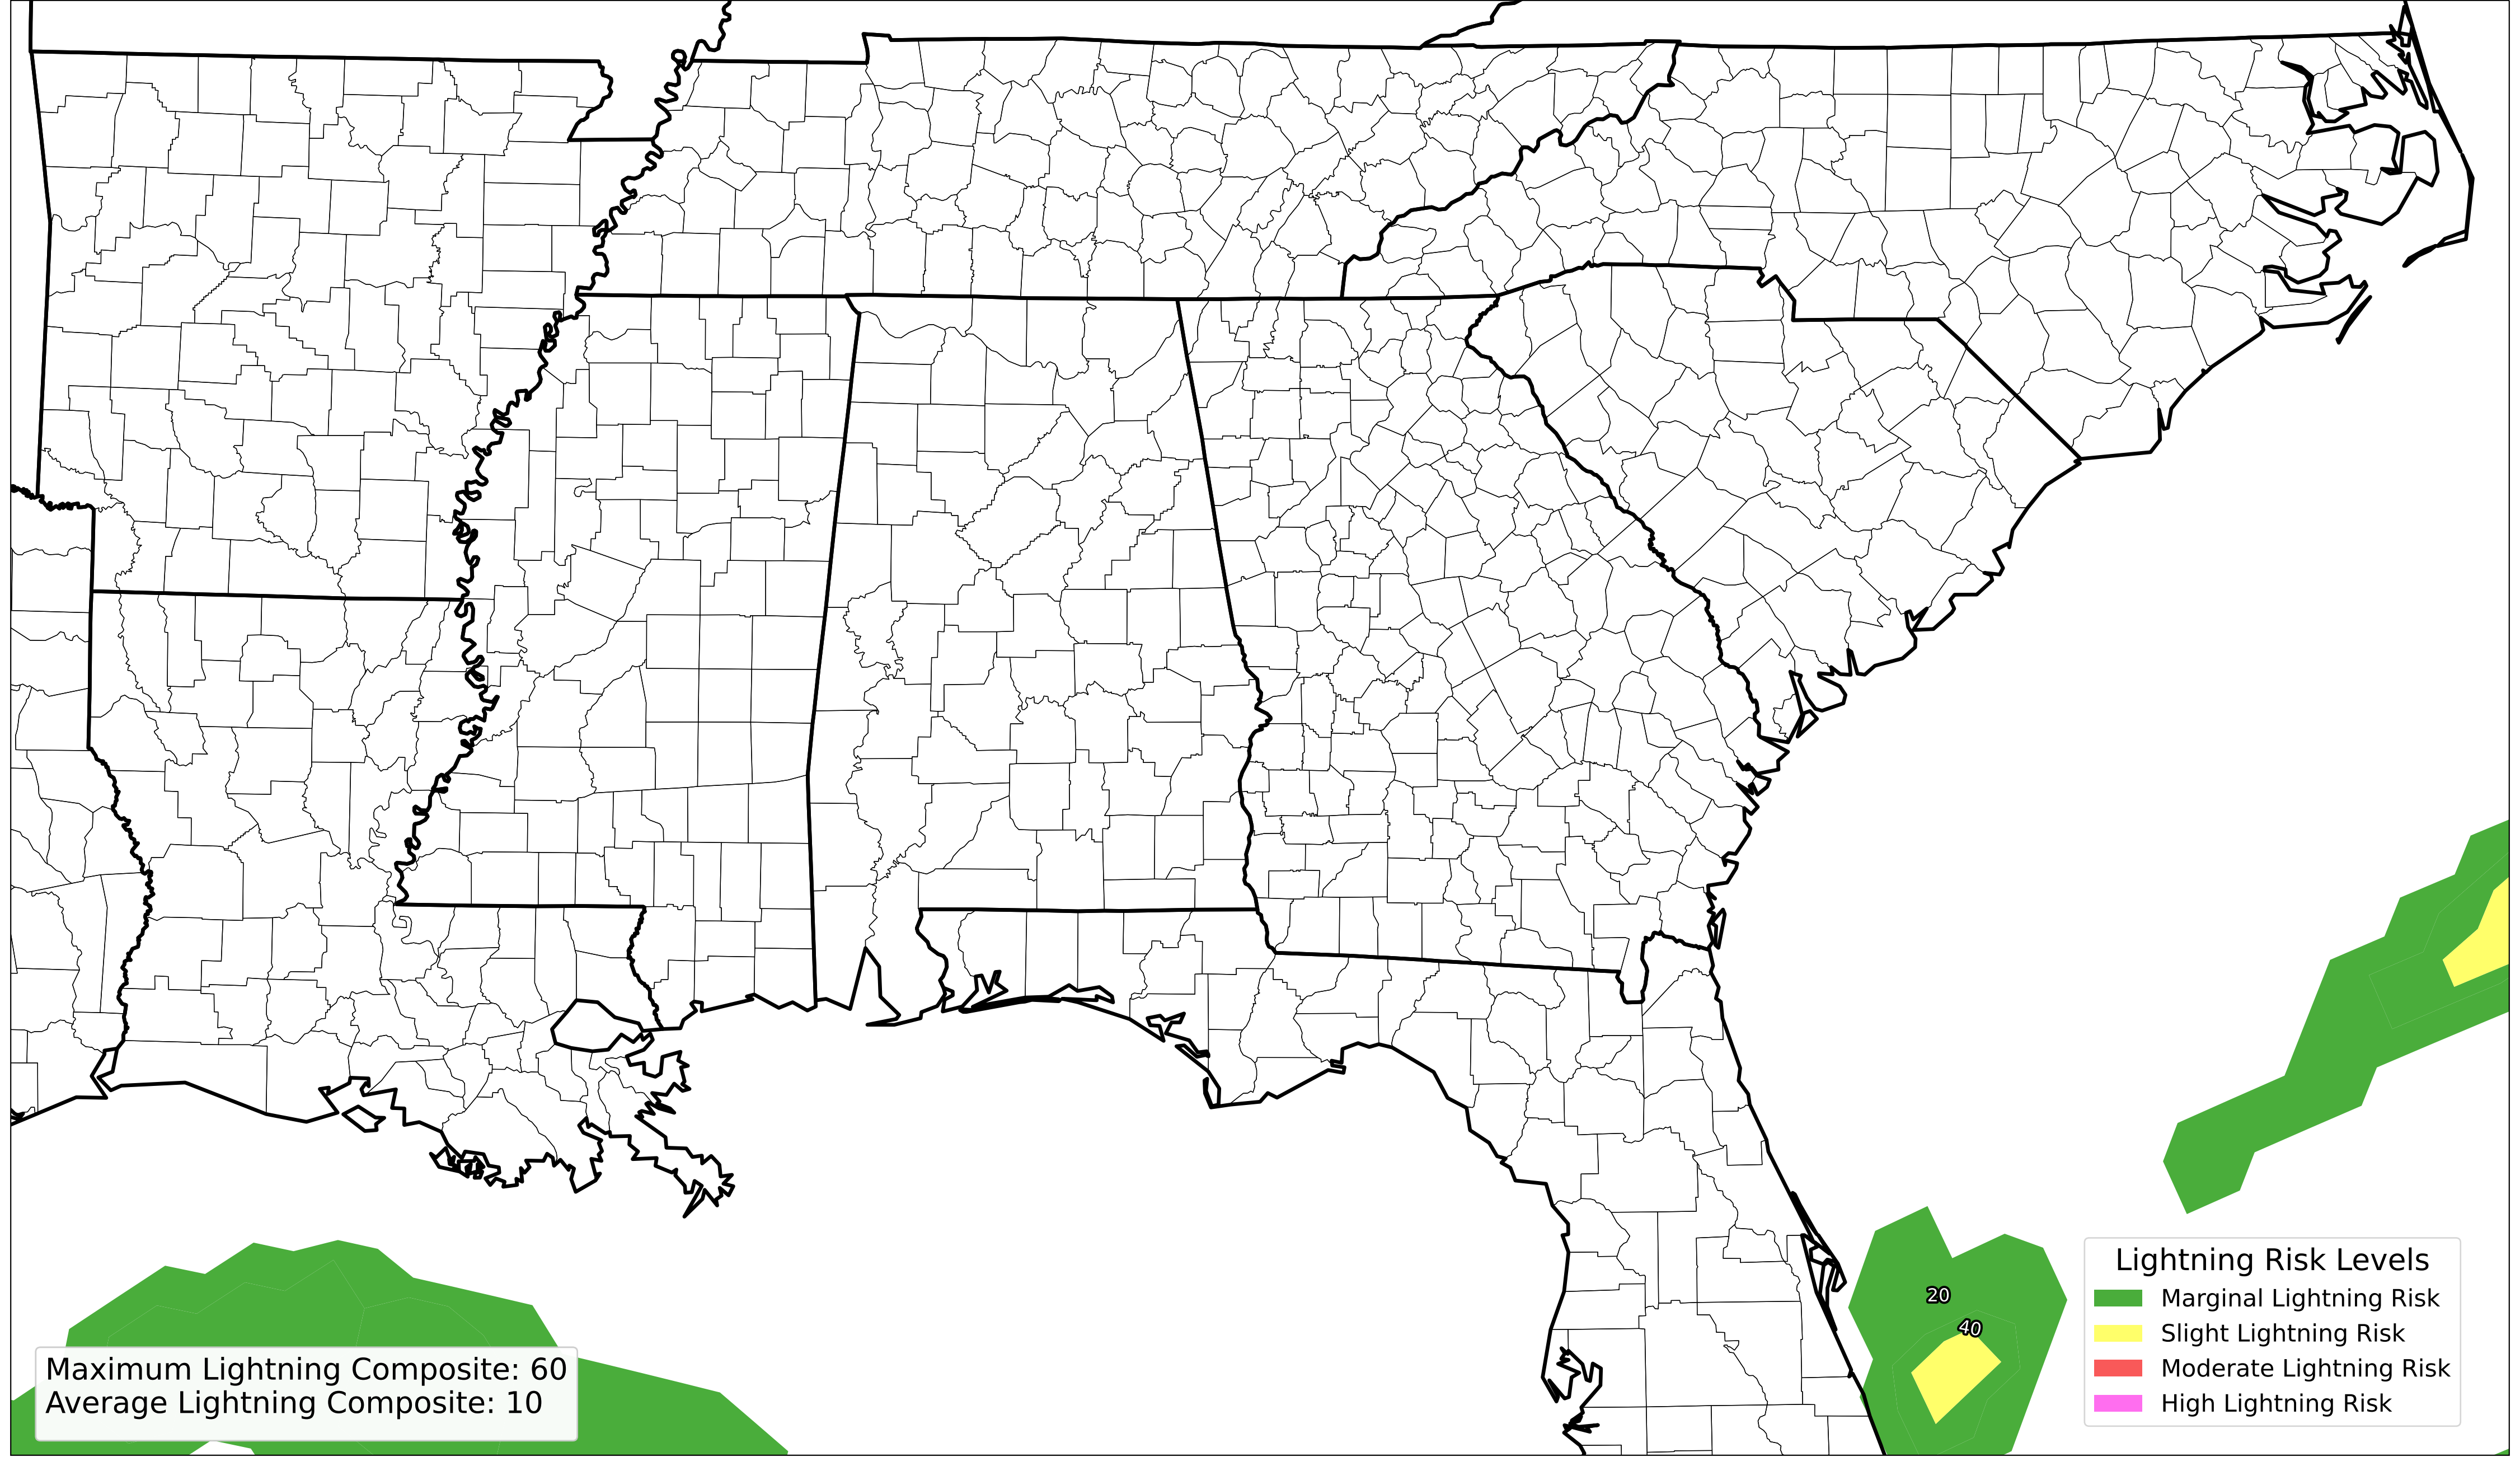 20
40
Maximum Lightning Composite: 60
Average Lightning Composite: 10
Lightning Risk Levels
Marginal Lightning Risk
Slight Lightning Risk
Moderate Lightning Risk
High Lightning Risk